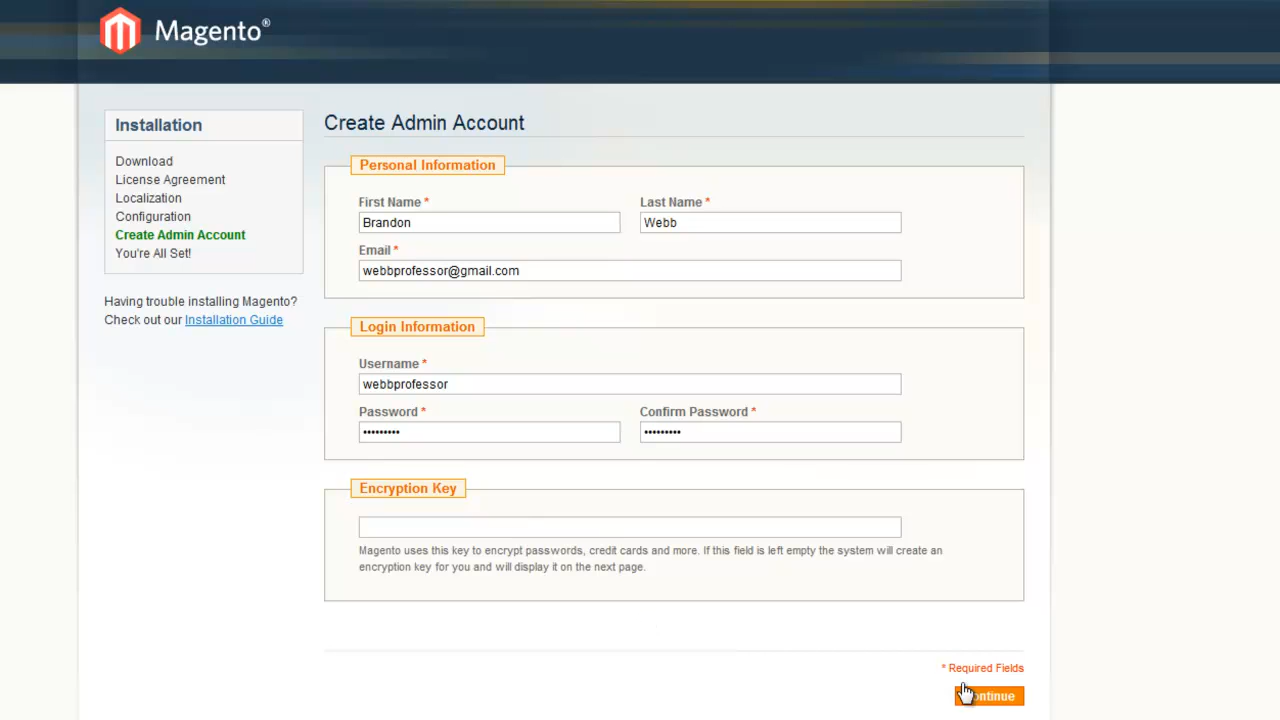 Magento®
Installation
Download
License Agreement
Localization
Configuration
Create Admin Account
You're All Set!
Having trouble installing Magento?
Check out our Installation Guide
Create Admin Account
Personal Information
First Name * Last Name *
Brandon Webb
Email *
webbprofessor@gmail.com
Login Information
Username *
webbprofessor
Password * Confirm Password *
••••••••• •••••••••
Encryption Key
Magento uses this key to encrypt passwords, credit cards and more. If this field is left empty the system will create an
encryption key for you and will display it on the next page.
* Required Fields
Continue